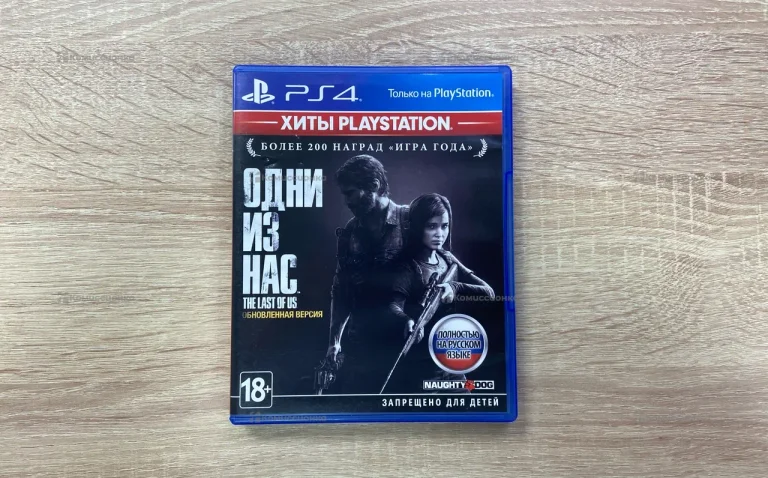 PS4
Только на PlayStation
ХИТЫ PLAYSTATION
БОЛЕЕ 200 НАГРАД «ИГРА ГОДА»
ОДНИ
ИЗ
НАС
THE LAST OF US
ОБНОВЛЕННАЯ ВЕРСИЯ
ПОЛНОСТЬЮ
НА РУССКОМ
ЯЗЫКЕ
NAUGHTY DOG
18+
ЗАПРЕЩЕНО ДЛЯ ДЕТЕЙ
Комиссионка